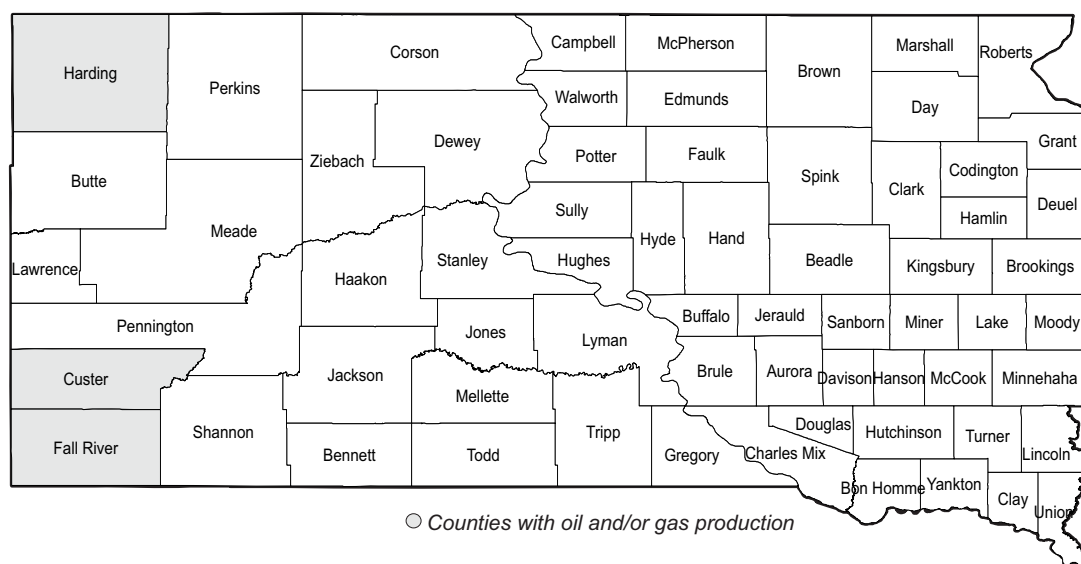 Harding
Perkins
Corson
Campbell
McPherson
Brown
Marshall
Roberts
Walworth
Edmunds
Day
Dewey
Ziebach
Potter
Faulk
Spink
Clark
Codington
Grant
Butte
Meade
Sully
Hyde
Hand
Hamlin
Deuel
Lawrence
Haakon
Stanley
Hughes
Beadle
Kingsbury
Brookings
Pennington
Jones
Lyman
Buffalo
Jerauld
Sanborn
Miner
Lake
Moody
Custer
Jackson
Mellette
Brule
Aurora
Davison
Hanson
McCook
Minnehaha
Fall River
Shannon
Bennett
Todd
Tripp
Gregory
Charles Mix
Douglas
Hutchinson
Turner
Lincoln
Bon Homme
Yankton
Clay
Union
Counties with oil and/or gas production